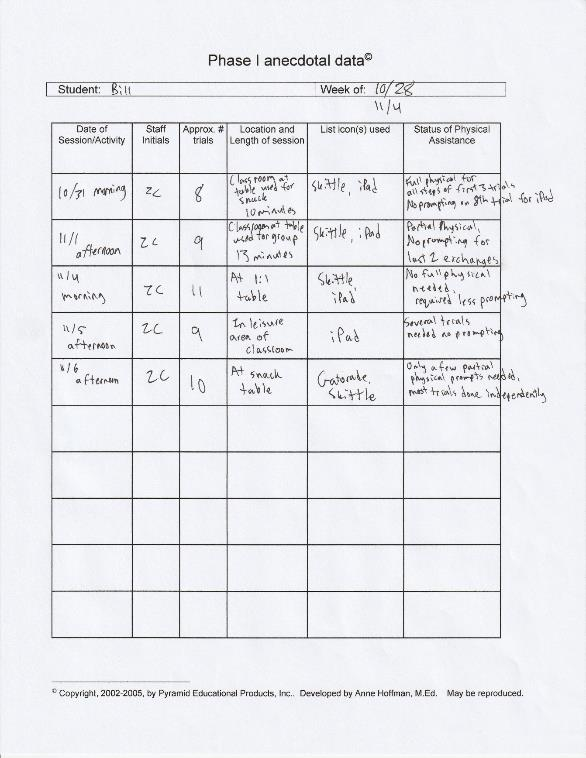 Phase I anecdotal data©
Student: Bill Week of: 10/28
11/4
Date of Session/Activity Staff Initials Approx. # trials Location and Length of session List icon(s) used Status of Physical Assistance
10/31 morning
ZC
8
Classroom at
table used for
snack
10 minutes
Skittle, iPad
Full physical for
all steps of first 3 trials
No prompting on 8th trial for iPad
11/1
afternoon
ZC
9
Classroom at table
used for group
13 minutes
Skittle, iPad
Partial Physical,
No prompting for
last 2 exchanges
11/4
morning
ZC
11
At 1:1
table
Skittle,
iPad
No full physical
needed,
required less prompting
11/5
afternoon
ZC
9
In leisure
area of
classroom
iPad
Several trials
needed no prompting
11/6
afternoon
ZC
10
At snack
table
Gatorade,
Skittle
Only a few partial
physical prompts needed,
most trials done independently
© Copyright, 2002-2005, by Pyramid Educational Products, Inc.. Developed by Anne Hoffman, M.Ed. May be reproduced.